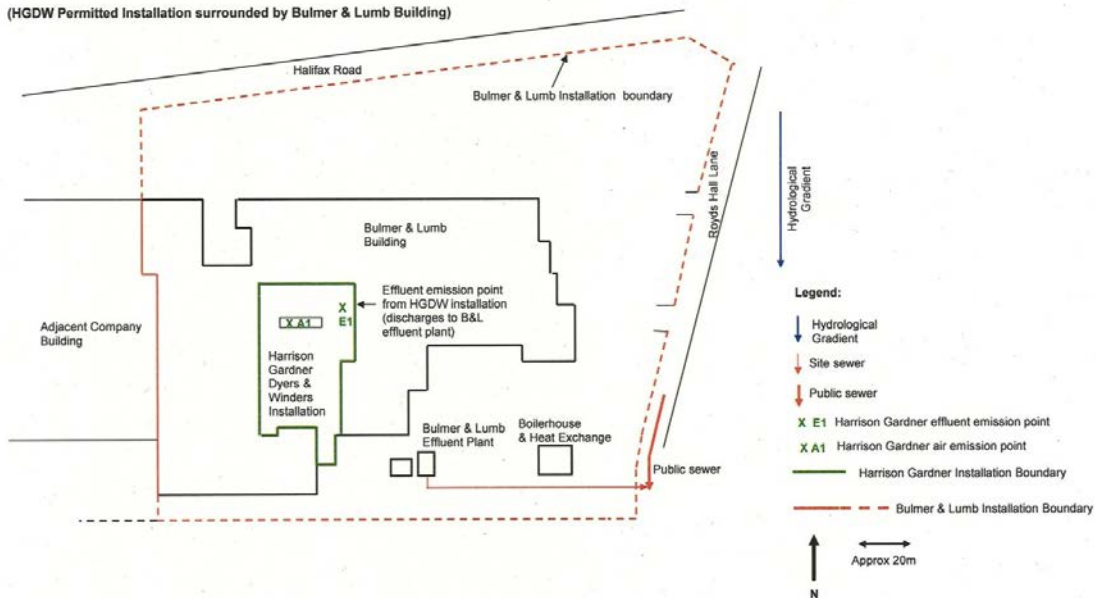 (HGDW Permitted Installation surrounded by Bulmer & Lumb Building)
Halifax Road
Bulmer & Lumb Installation boundary
Royds Hall Lane
Hydrological
Gradient
Bulmer & Lumb
Building
Effluent emission point
from HGDW installation
(discharges to B&L
effluent plant)
X
E1
X A1
Adjacent Company
Building
Harrison
Gardner
Dyers &
Winders
Installation
Bulmer & Lumb
Effluent Plant
Boilerhouse
& Heat Exchange
Public sewer
Legend:
Hydrological
Gradient
Site sewer
Public sewer
X E1 Harrison Gardner effluent emission point
X A1 Harrison Gardner air emission point
Harrison Gardner Installation Boundary
Bulmer & Lumb Installation Boundary
Approx 20m
N